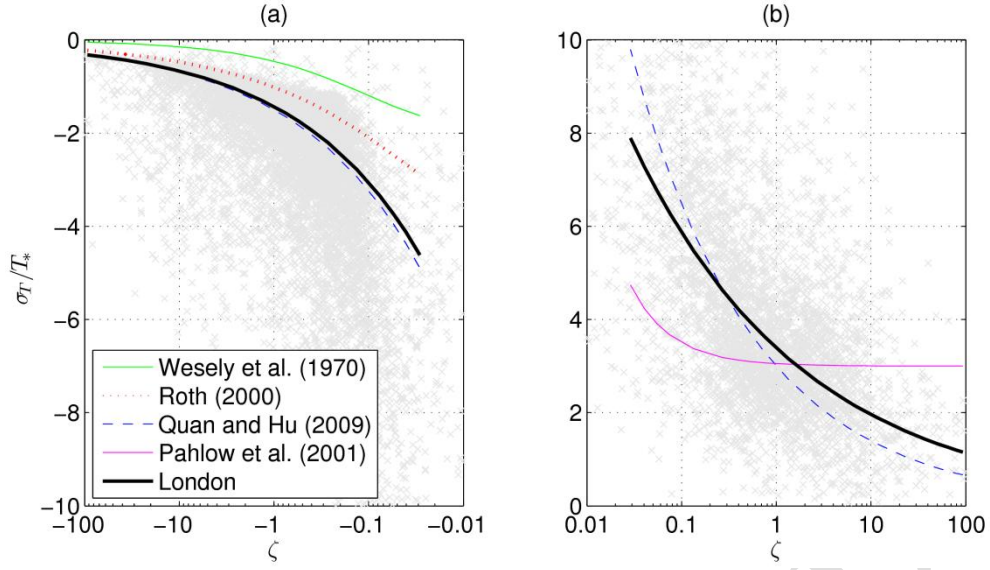 (a)
(b)
σ_T/T_*
0
−2
−4
−6
−8
−10
−100
−10
−1
−0.1
−0.01
ζ
Wesely et al. (1970)
Roth (2000)
Quan and Hu (2009)
Pahlow et al. (2001)
London
10
8
6
4
2
0
0.01
0.1
1
10
100
ζ